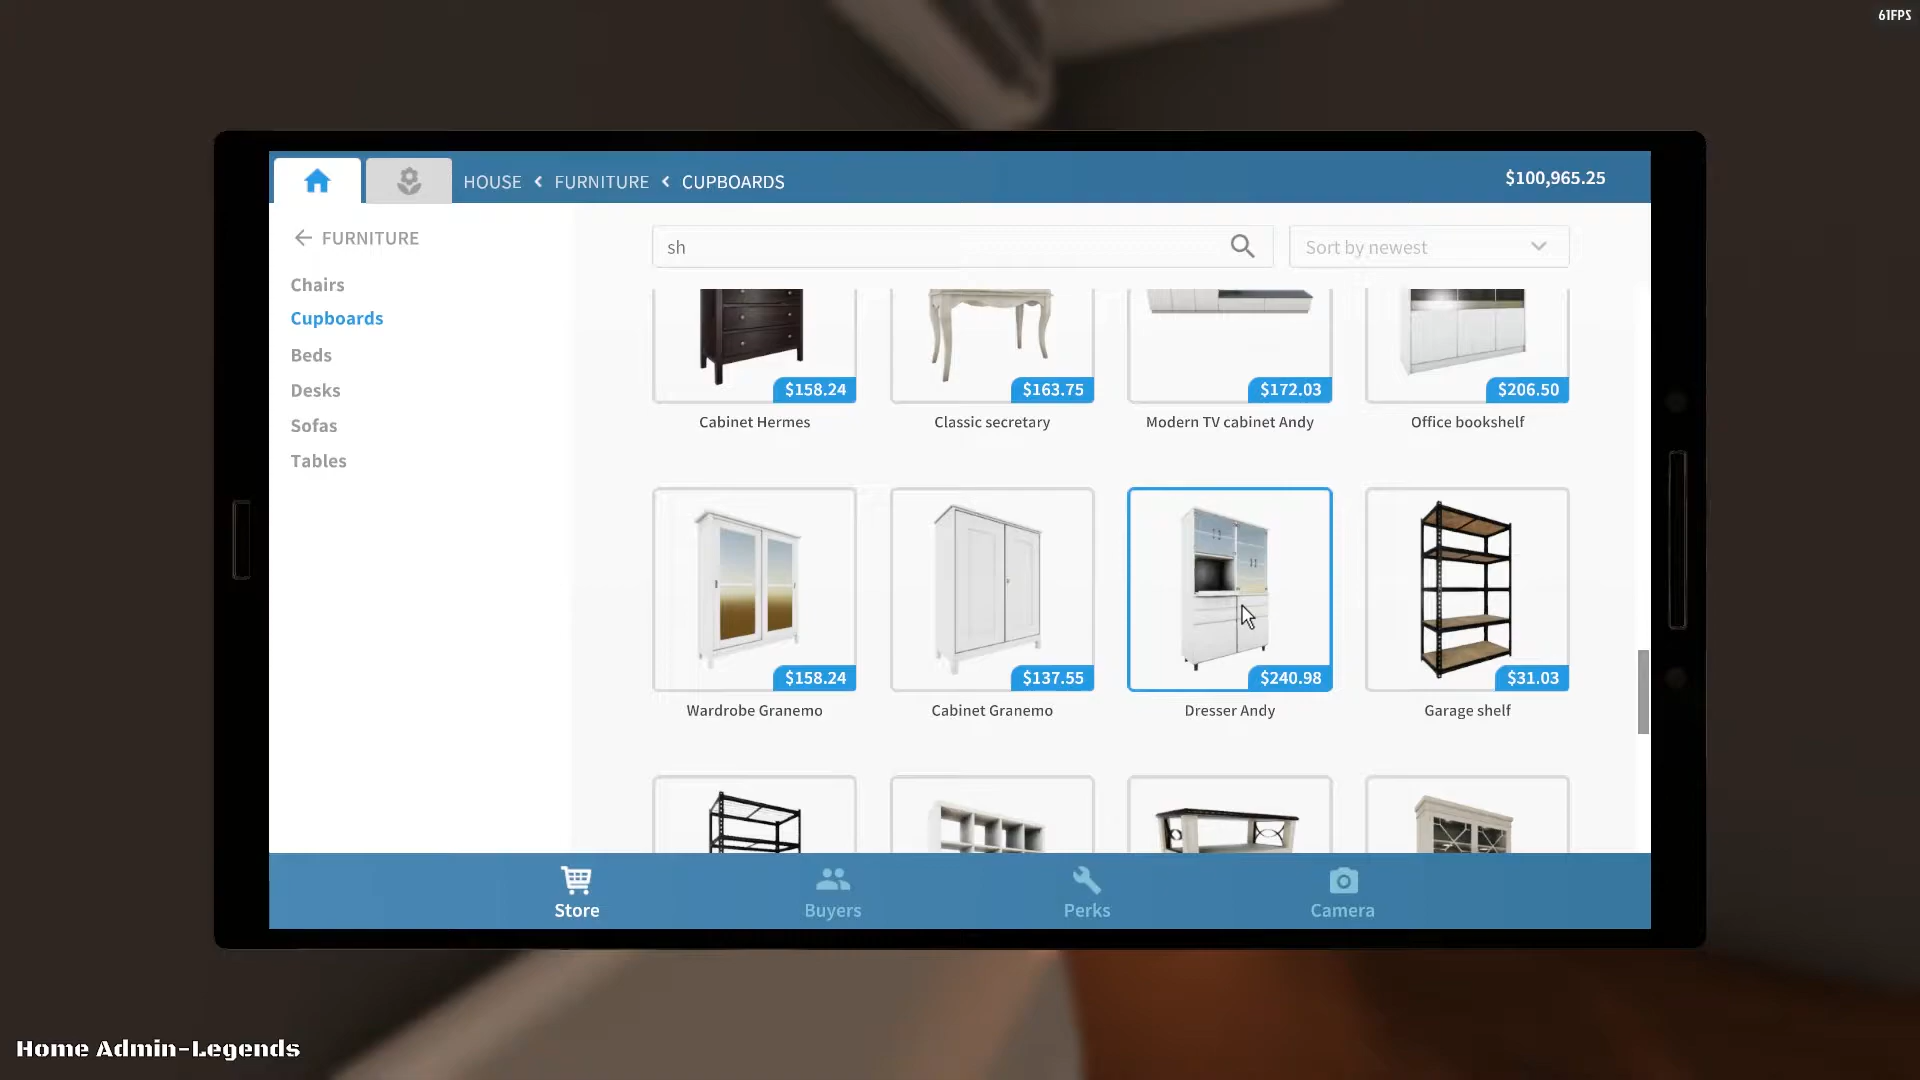 61FPS
HOUSE < FURNITURE < CUPBOARDS
$100,965.25
← FURNITURE
Chairs
Cupboards
Beds
Desks
Sofas
Tables
sh
Sort by newest
$158.24
$163.75
$172.03
$206.50
Cabinet Hermes
Classic secretary
Modern TV cabinet Andy
Office bookshelf
$158.24
$137.55
$240.98
$31.03
Wardrobe Granemo
Cabinet Granemo
Dresser Andy
Garage shelf
Store
Buyers
Perks
Camera
Home Admin-Legends